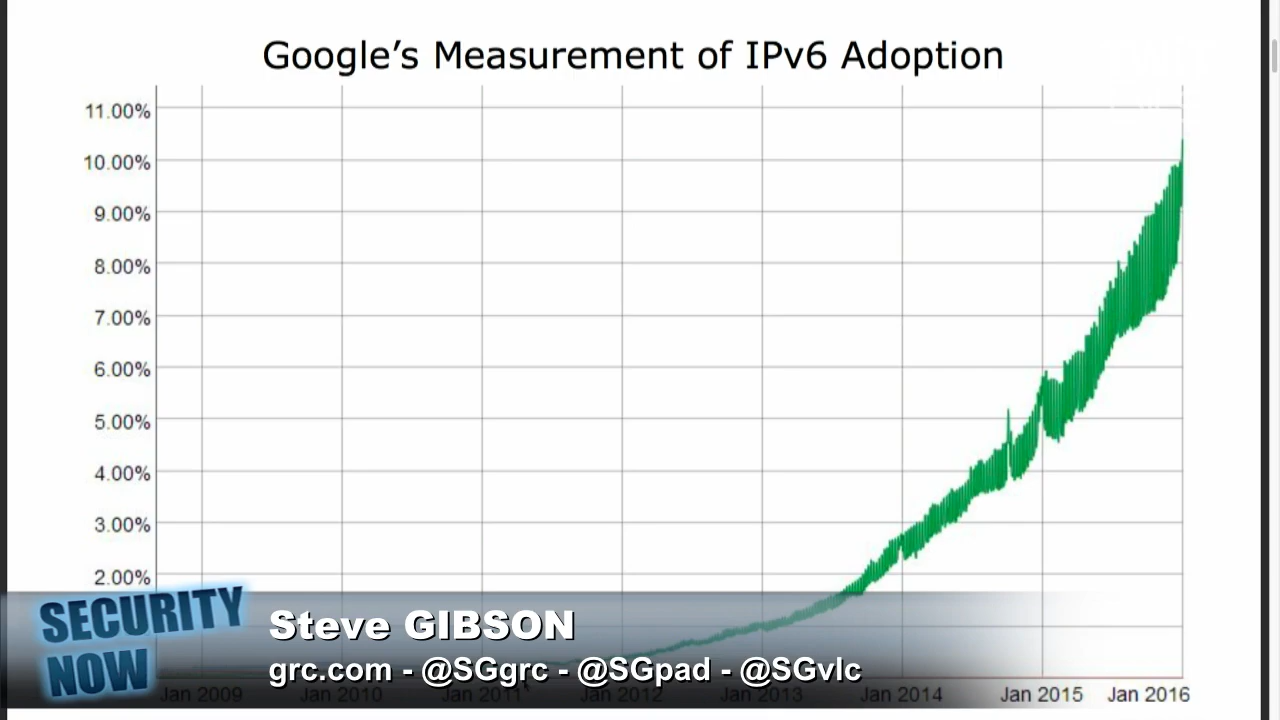 Google's Measurement of IPv6 Adoption
11.00%
10.00%
9.00%
8.00%
7.00%
6.00%
5.00%
4.00%
3.00%
2.00%
SECURITY
NOW
Steve GIBSON
grc.com - @SGgrc - @SGpad - @SGvlc
Jan 2009 Jan 2010 Jan 2011 Jan 2012 Jan 2013 Jan 2014 Jan 2015 Jan 2016